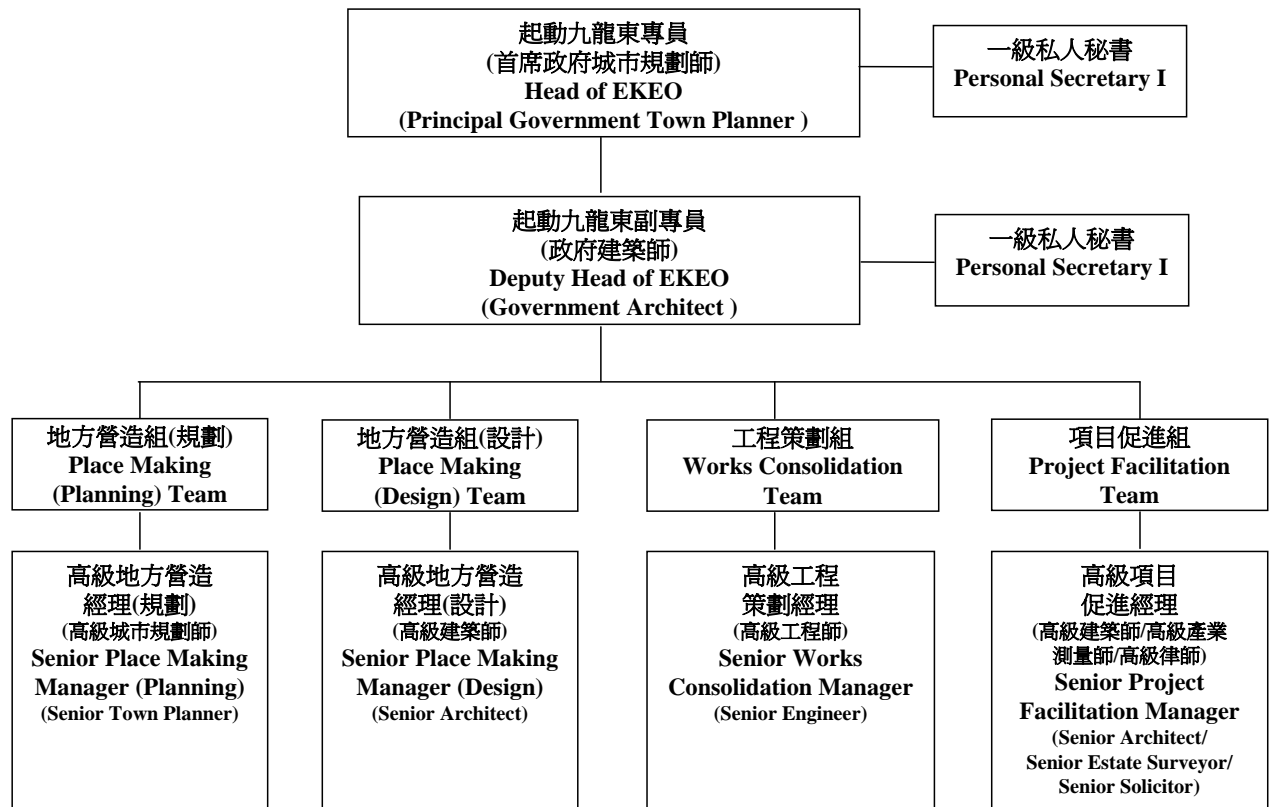 起動九龍東專員
(首席政府城市規劃師)
Head of EKEO
(Principal Government Town Planner )
一級私人秘書
Personal Secretary I
起動九龍東副專員
(政府建築師)
Deputy Head of EKEO
(Government Architect )
一級私人秘書
Personal Secretary I
地方營造組(規劃)
Place Making
(Planning) Team
地方營造組(設計)
Place Making
(Design) Team
工程策劃組
Works Consolidation
Team
項目促進組
Project Facilitation
Team
高級地方營造
經理(規劃)
(高級城市規劃師)
Senior Place Making
Manager (Planning)
(Senior Town Planner)
高級地方營造
經理(設計)
(高級建築師)
Senior Place Making
Manager (Design)
(Senior Architect)
高級工程
策劃經理
(高級工程師)
Senior Works
Consolidation Manager
(Senior Engineer)
高級項目
促進經理
(高級建築師/高級產業
測量師/高級律師)
Senior Project
Facilitation Manager
(Senior Architect/
Senior Estate Surveyor/
Senior Solicitor)